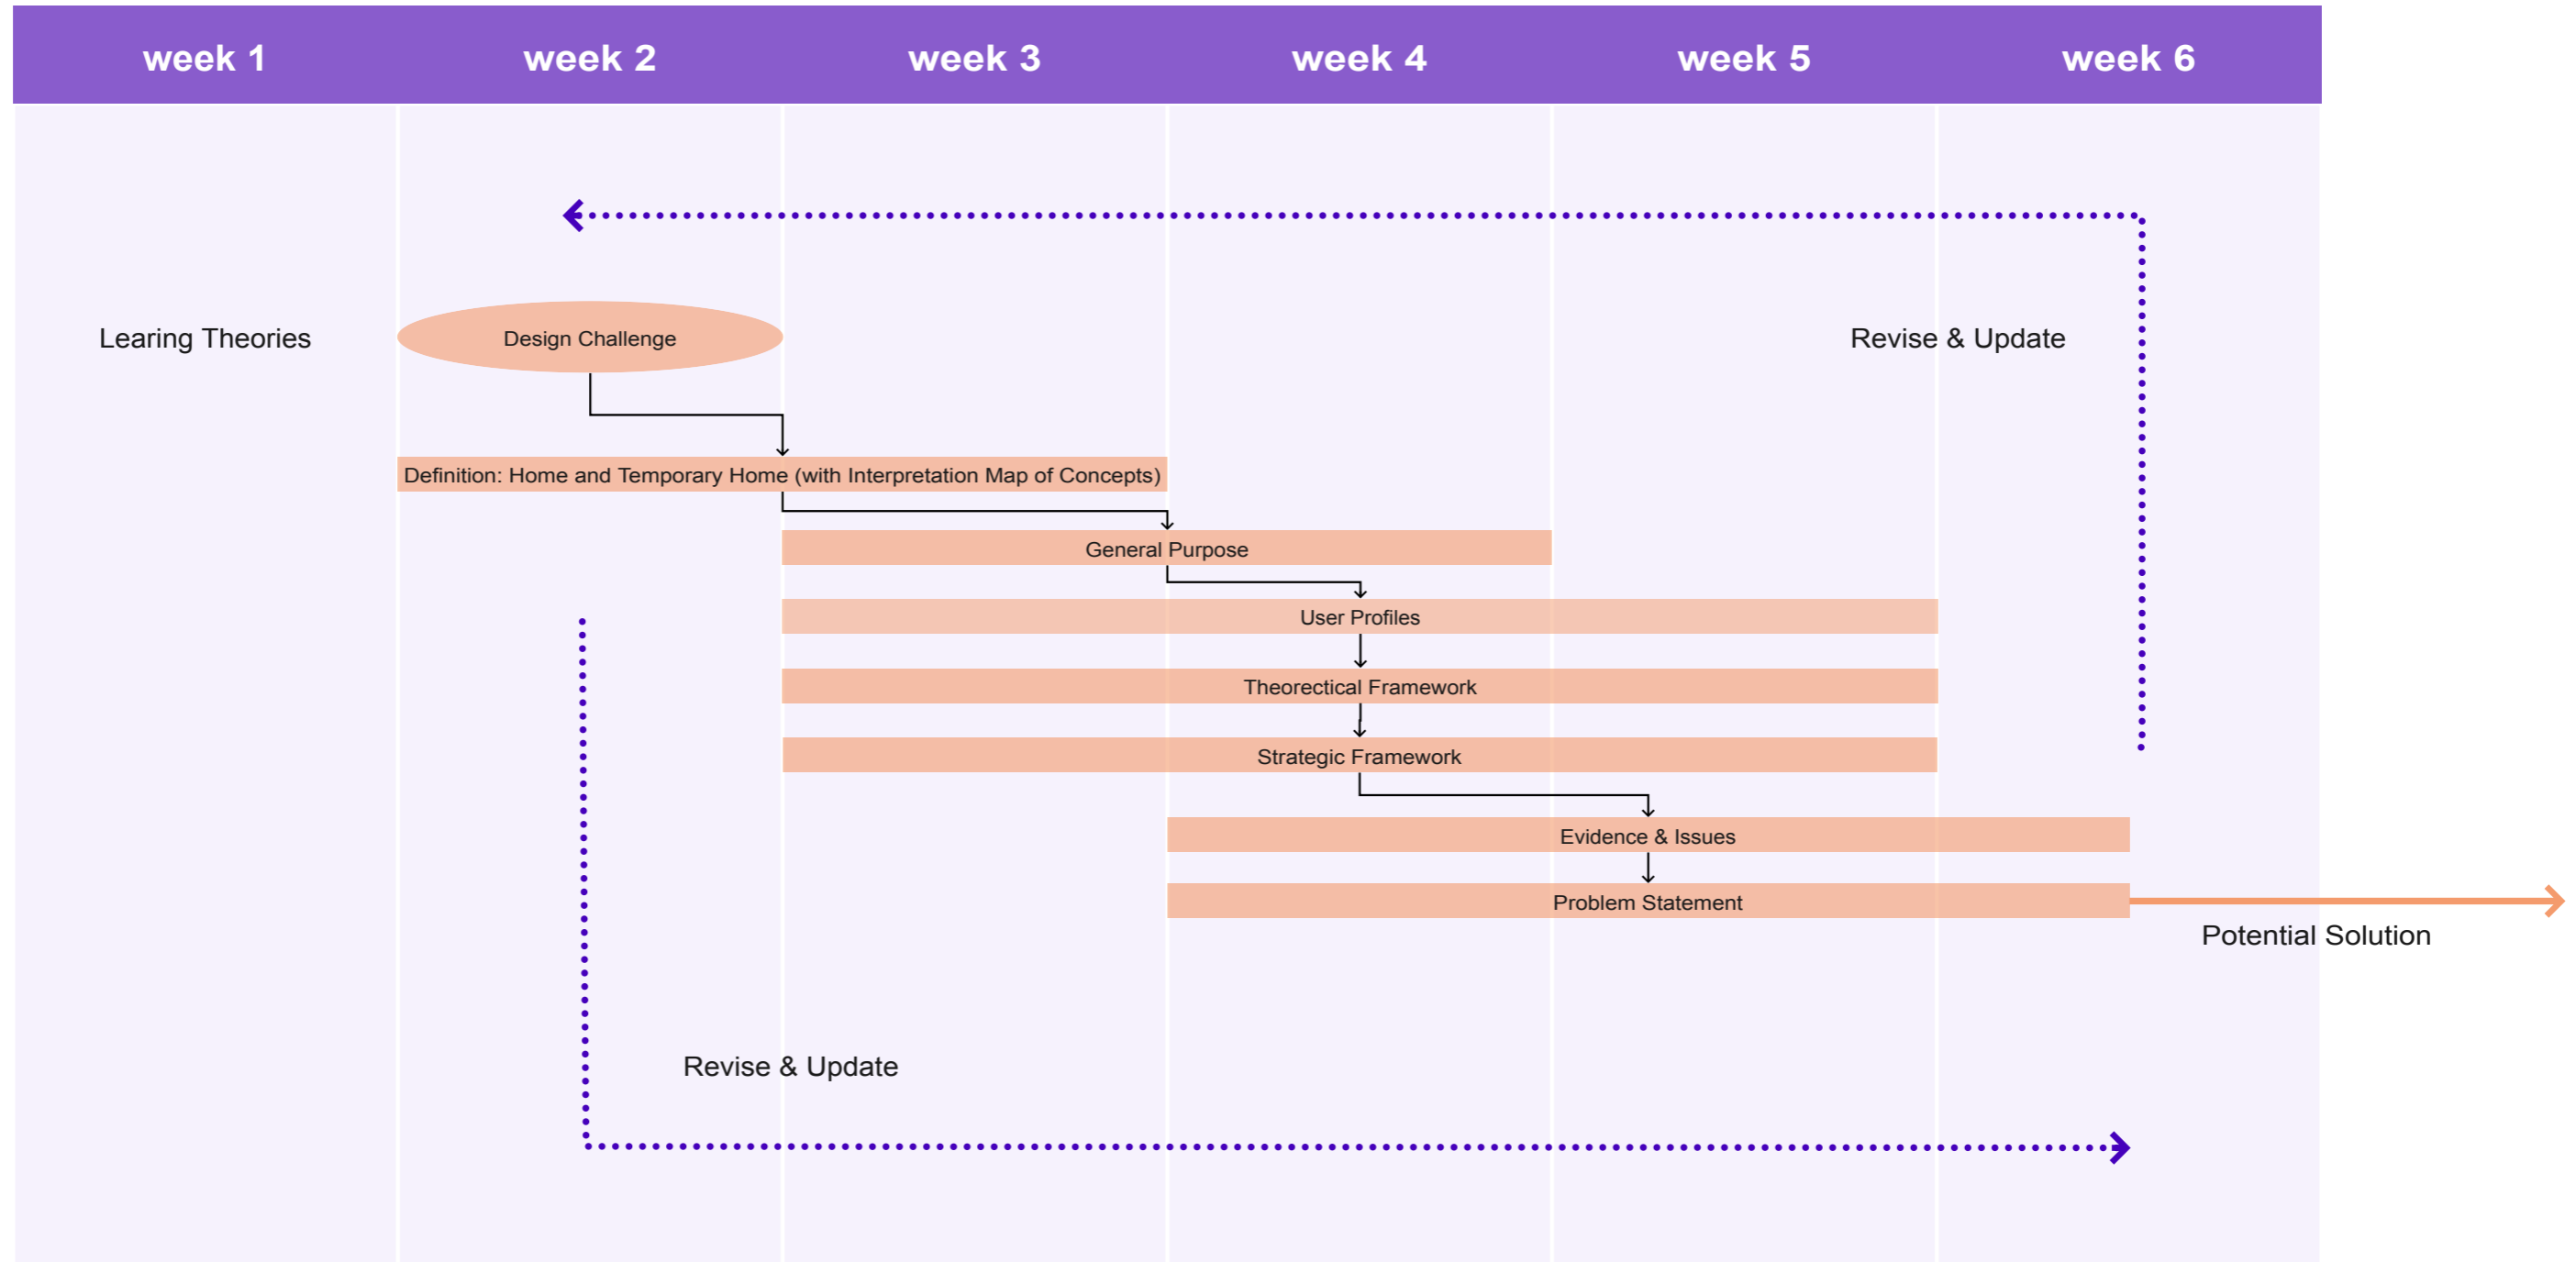 week 1
week 2
week 3
week 4
week 5
week 6
Learing Theories
Design Challenge
Revise & Update
Definition: Home and Temporary Home (with Interpretation Map of Concepts)
General Purpose
User Profiles
Theorectical Framework
Strategic Framework
Evidence & Issues
Problem Statement
Potential Solution
Revise & Update